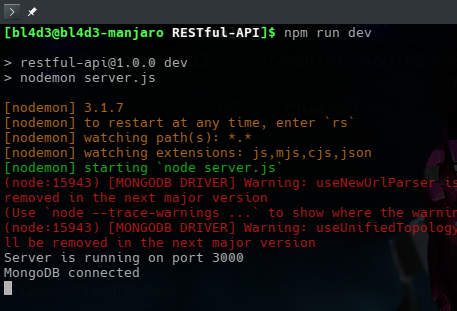 [bl4d3@bl4d3-manjaro RESTful-API]$ npm run dev
> restful-api@1.0.0 dev
> nodemon server.js
[nodemon] 3.1.7
[nodemon] to restart at any time, enter `rs`
[nodemon] watching path(s): *.*
[nodemon] watching extensions: js,mjs,cjs,json
[nodemon] starting `node server.js`
(node:15943) [MONGODB DRIVER] Warning: useNewUrlParser is
removed in the next major version
(Use `node --trace-warnings ...` to show where the warnin
(node:15943) [MONGODB DRIVER] Warning: useUnifiedTopology
ll be removed in the next major version
Server is running on port 3000
MongoDB connected